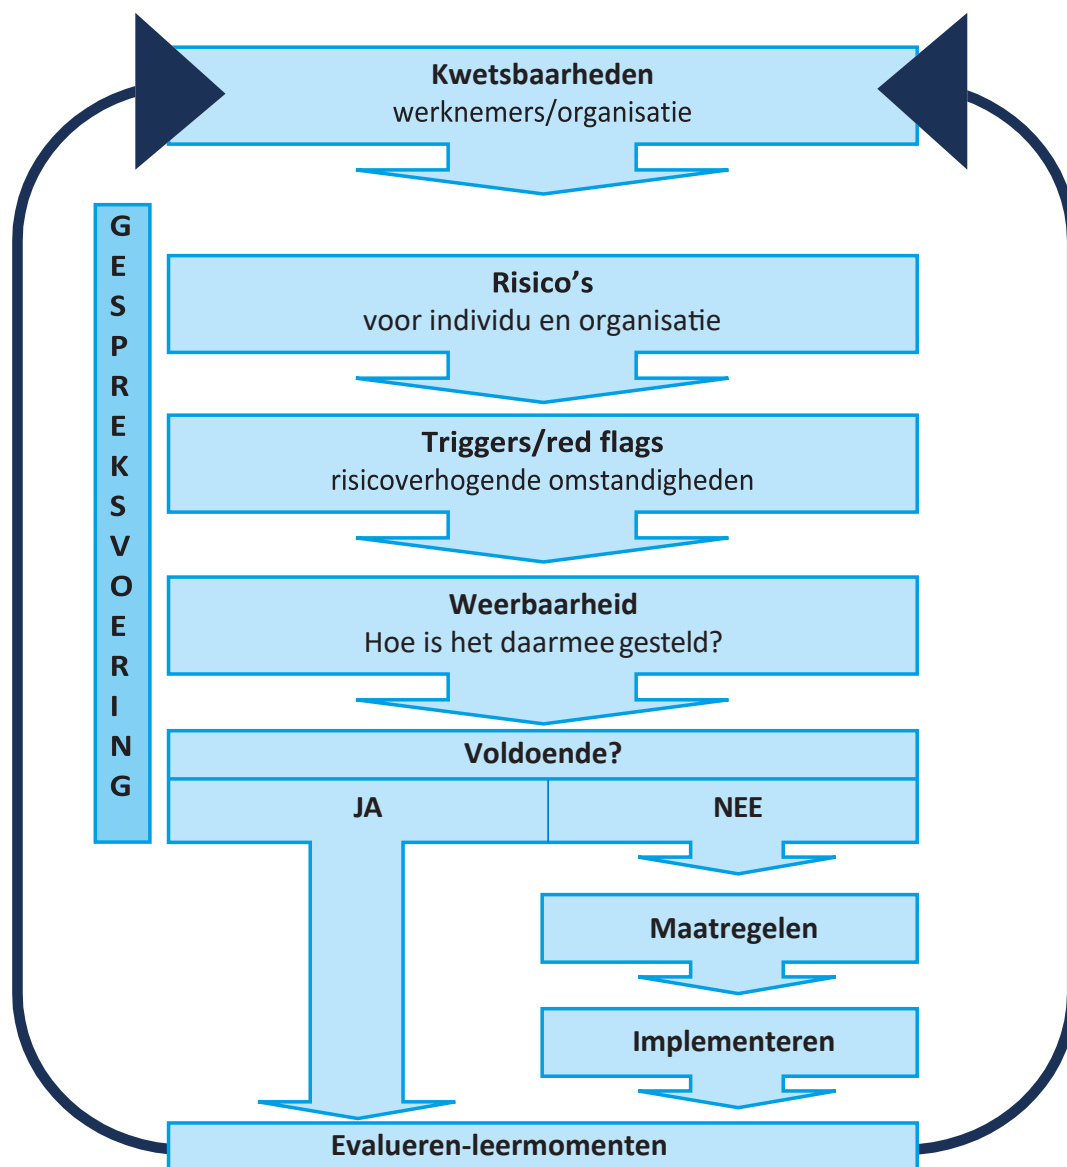 Kwetsbaarheden
werknemers/organisatie
GESPREKSVOERING
Risico's
voor individu en organisatie
Triggers/red flags
risicoverhogende omstandigheden
Weerbaarheid
Hoe is het daarmee gesteld?
Voldoende?
JA
NEE
Maatregelen
Implementeren
Evalueren-leermomenten